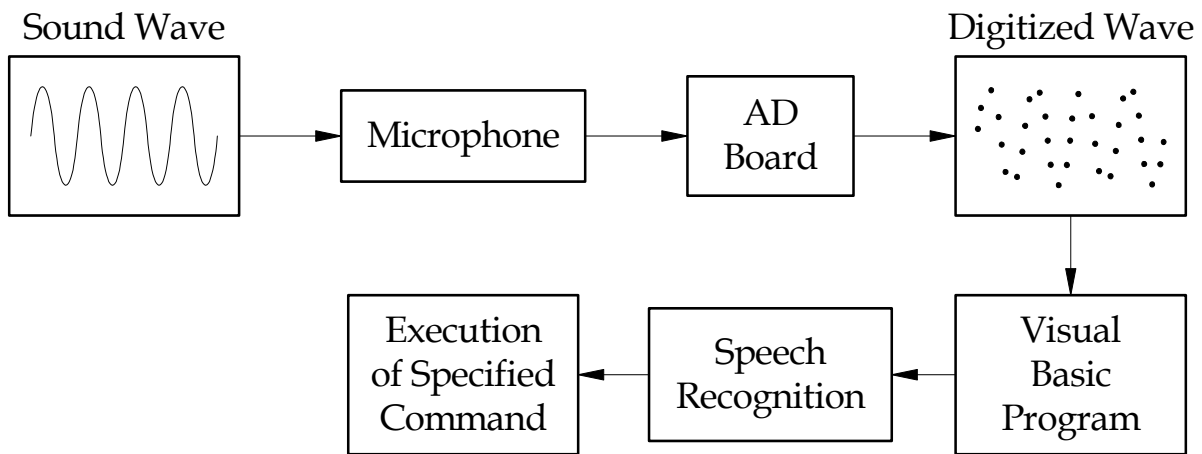 Sound Wave
Digitized Wave
Microphone
AD
Board
Execution
of Specified
Command
Speech
Recognition
Visual
Basic
Program